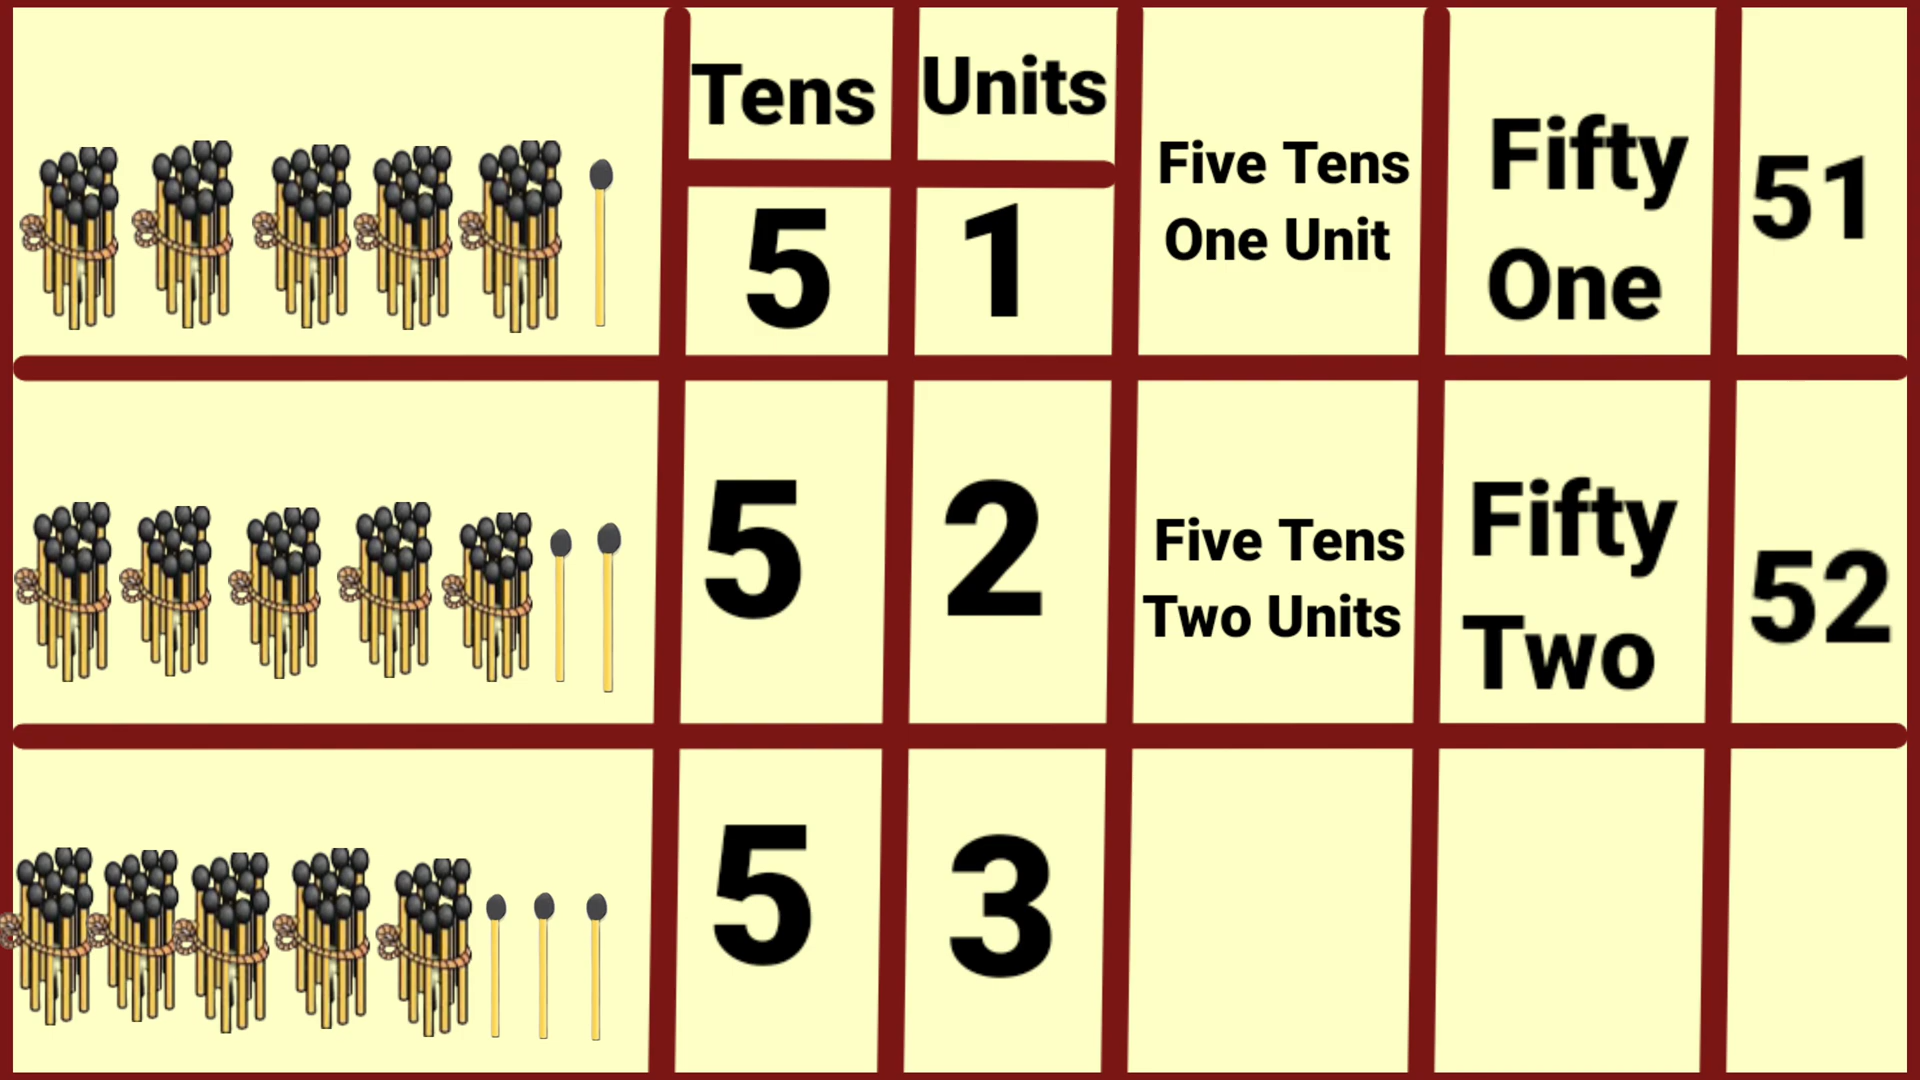 Tens
Units
5
1
Five Tens
One Unit
Fifty
One
51
5
2
Five Tens
Two Units
Fifty
Two
52
5
3